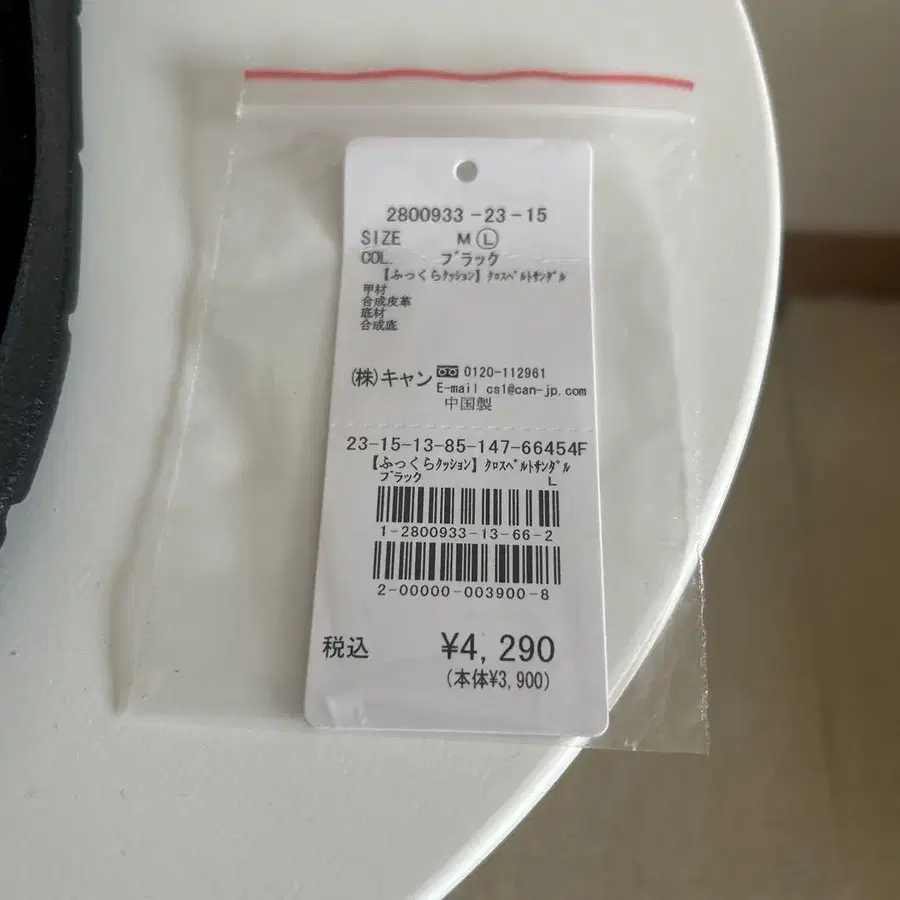 2800933-23-15
SIZE M Ⓛ
COL. ﾌﾞﾗｯｸ
【ふっくらｸｯｼｮﾝ】ｸﾛｽﾍﾞﾙﾄｻﾝﾀﾞﾙ
甲材
合成皮革
底材
合成底
(株)キャン 0120-112961
E-mail cs1@can-jp.com
中国製
23-15-13-85-147-66454F
【ふっくらｸｯｼｮﾝ】ｸﾛｽﾍﾞﾙﾄｻﾝﾀﾞﾙ
ﾌﾞﾗｯｸ L
1-2800933-13-66-2
2-00000-003900-8
税込 ¥4,290
(本体¥3,900)